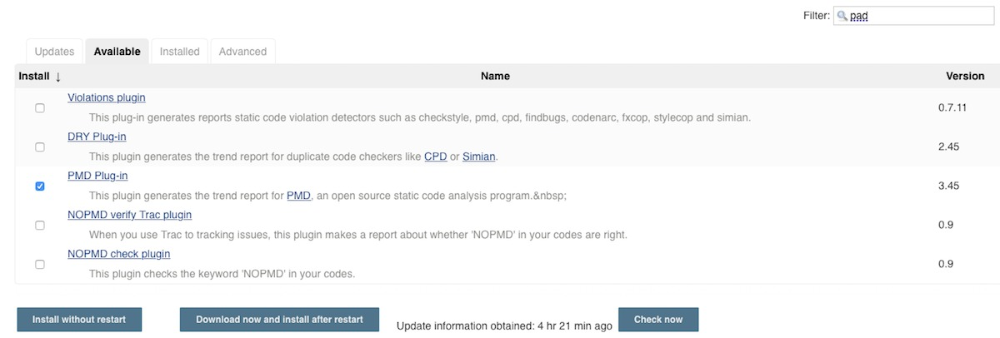 Filter: pad
Updates Available Installed Advanced
Install ↓ Name Version
Violations plugin
This plug-in generates reports static code violation detectors such as checkstyle, pmd, cpd, findbugs, codenarc, fxcop, stylecop and simian.
0.7.11
DRY Plug-in
This plugin generates the trend report for duplicate code checkers like CPD or Simian.
2.45
PMD Plug-in
This plugin generates the trend report for PMD, an open source static code analysis program.&nbsp;
3.45
NOPMD verify Trac plugin
When you use Trac to tracking issues, this plugin makes a report about whether 'NOPMD' in your codes are right.
0.9
NOPMD check plugin
This plugin checks the keyword 'NOPMD' in your codes.
0.9
Install without restart Download now and install after restart Update information obtained: 4 hr 21 min ago Check now